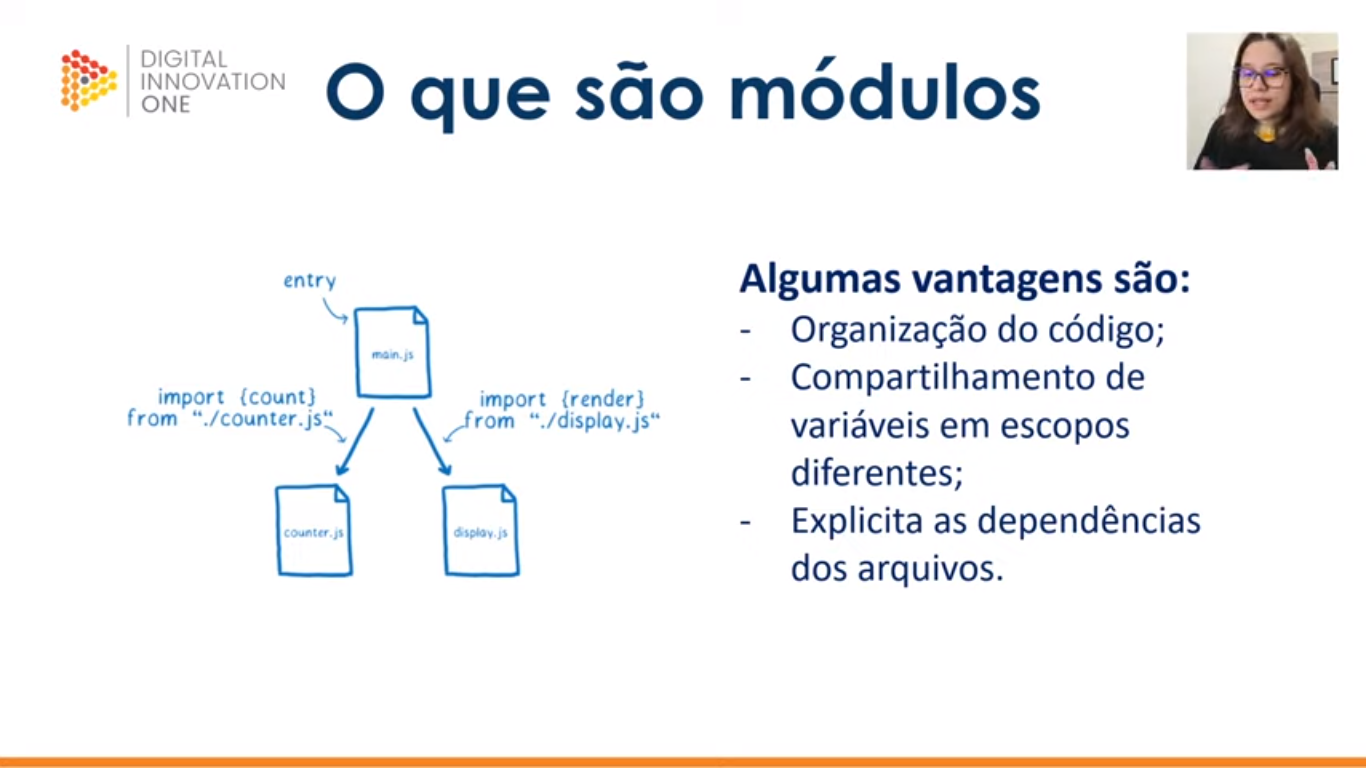 DIGITAL
INNOVATION
ONE
O que são módulos
entry
main.js
import {count}
from “./counter.js“
import {render}
from “./display.js“
counter.js
display.js
Algumas vantagens são:
- Organização do código;
- Compartilhamento de
variáveis em escopos
diferentes;
- Explicita as dependências
dos arquivos.